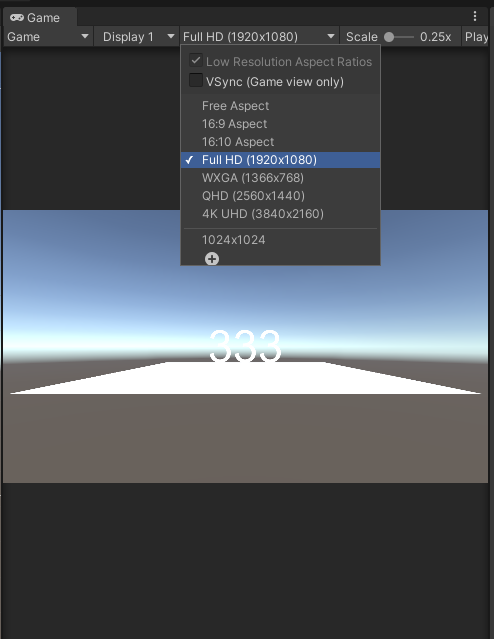 Game
Game Display 1 Full HD (1920x1080) Scale 0.25x Play
Low Resolution Aspect Ratios
VSync (Game view only)
Free Aspect
16:9 Aspect
16:10 Aspect
Full HD (1920x1080)
WXGA (1366x768)
QHD (2560x1440)
4K UHD (3840x2160)
1024x1024
333